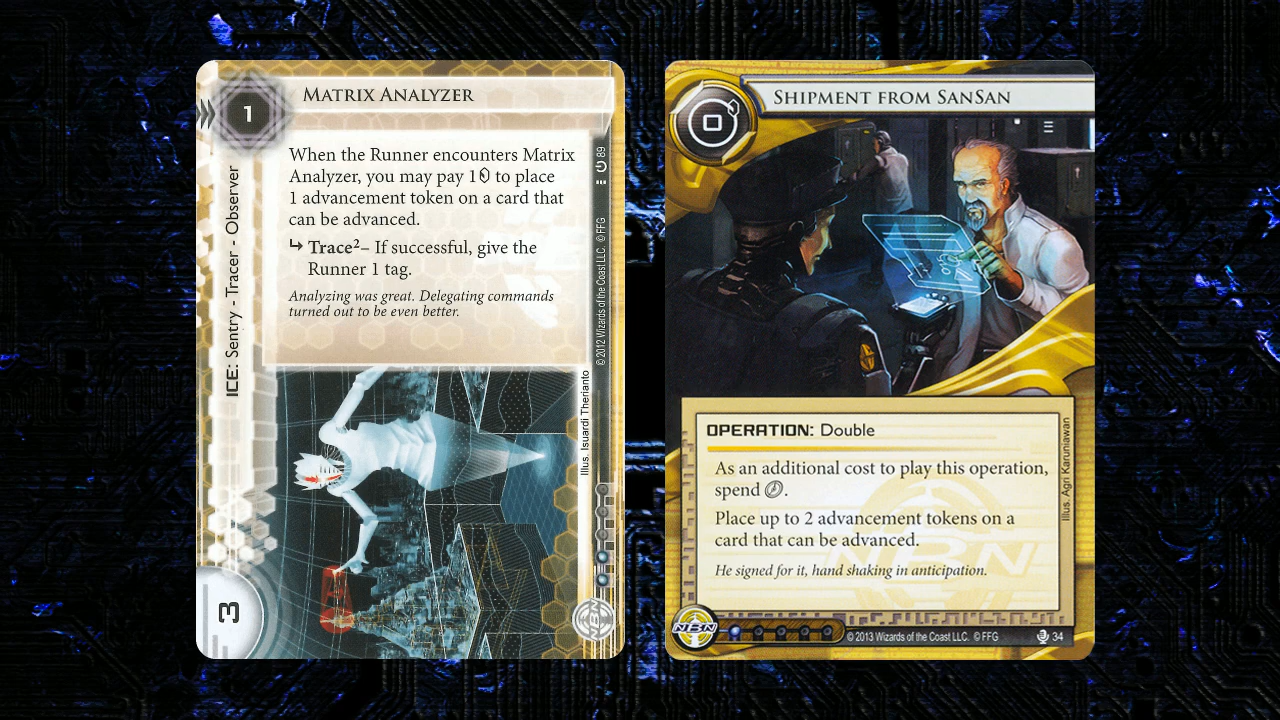 1
MATRIX ANALYZER
When the Runner encounters Matrix
Analyzer, you may pay 1 to place
1 advancement token on a card that
can be advanced.
Trace2– If successful, give the
Runner 1 tag.
Analyzing was great. Delegating commands
turned out to be even better.
ICE: Sentry - Tracer - Observer
3
89
© 2012 Wizards of the Coast LLC. © FFG
Illus. Isuardi Therianto
NBN
0
SHIPMENT FROM SANSAN
OPERATION: Double
As an additional cost to play this operation,
spend .
Place up to 2 advancement tokens on a
card that can be advanced.
He signed for it, hand shaking in anticipation.
Illus. Agri Karuniawan
NBN
NBN
© 2013 Wizards of the Coast LLC. © FFG
34